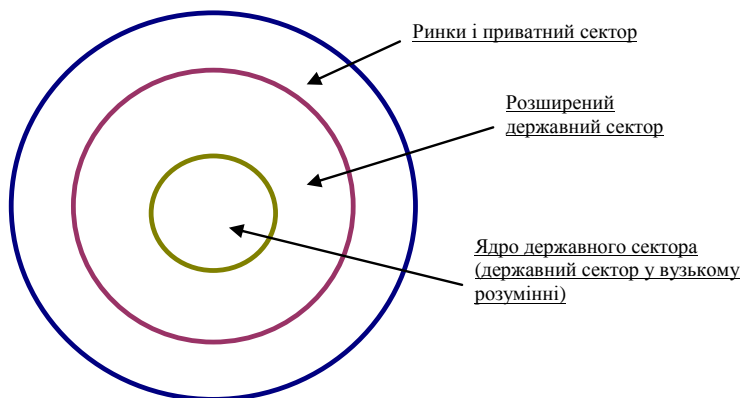 Ринки і приватний сектор
Розширений
державний сектор
Ядро державного сектора
(державний сектор у вузькому
розумінні)